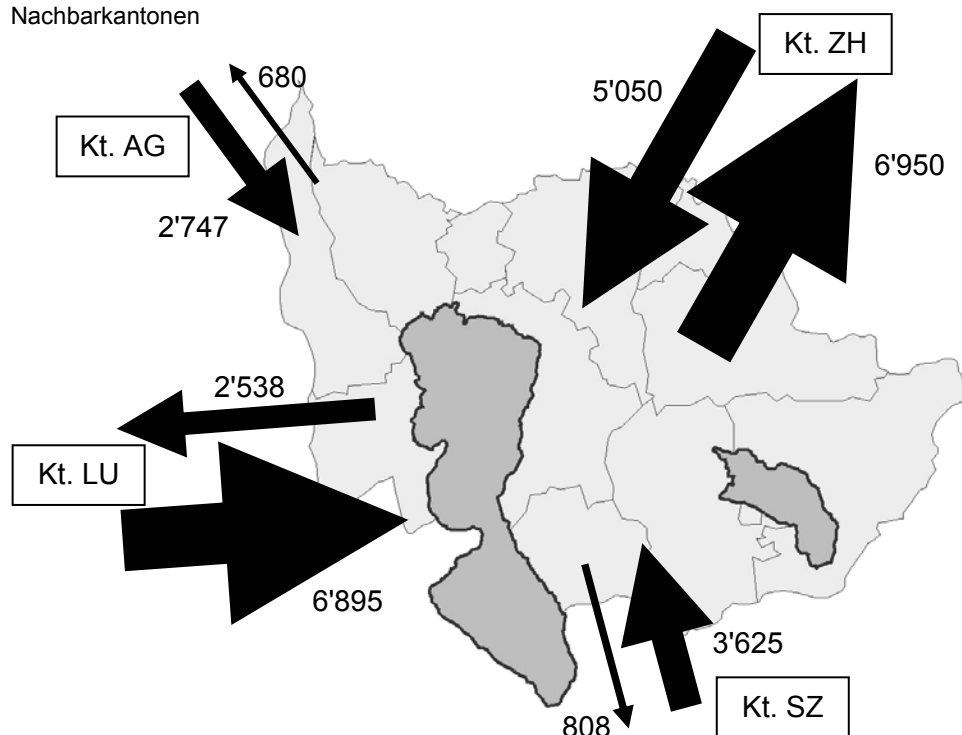 Nachbarkantonen
Kt. ZH
680
5'050
Kt. AG
6'950
2'747
2'538
Kt. LU
6'895
3'625
Kt. SZ
808